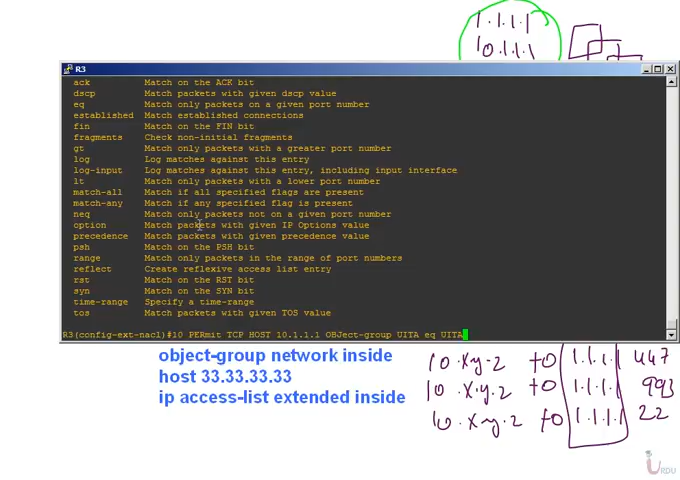 1.1.1.1
10.1.1.1
R3
ack Match on the ACK bit
dscp Match packets with given dscp value
eq Match only packets on a given port number
established Match established connections
fin Match on the FIN bit
fragments Check non-initial fragments
gt Match only packets with a greater port number
log Log matches against this entry
log-input Log matches against this entry, including input interface
lt Match only packets with a lower port number
match-all Match if all specified flags are present
match-any Match if any specified flag is present
neq Match only packets not on a given port number
option Match packets with given IP Options value
precedence Match packets with given precedence value
psh Match on the PSH bit
range Match only packets in the range of port numbers
reflect Create reflexive access list entry
rst Match on the RST bit
syn Match on the SYN bit
time-range Specify a time-range
tos Match packets with given TOS value
R3(config-ext-nacl)#10 PERmit TCP HOST 10.1.1.1 OBJect-group UITA eq UITA
object-group network inside
host 33.33.33.33
ip access-list extended inside
10.xy.2 to 1.1.1.1 447
10.x.y.2 to 1.1.1.1 993
10.x-y.2 to 1.1.1.1 22
URDU